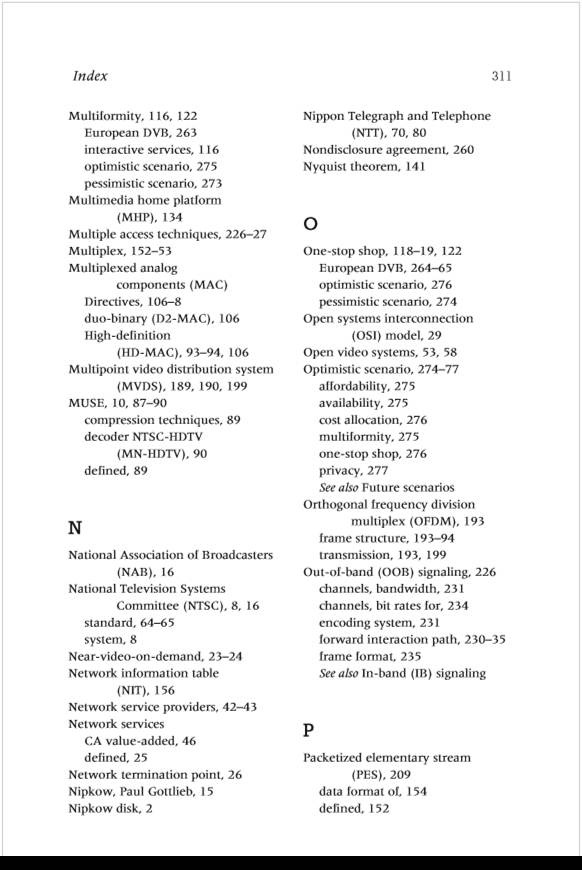 Index 311
Multiformity, 116, 122
European DVB, 263
interactive services, 116
optimistic scenario, 275
pessimistic scenario, 273
Multimedia home platform
(MHP), 134
Multiple access techniques, 226–27
Multiplex, 152–53
Multiplexed analog
components (MAC)
Directives, 106–8
duo-binary (D2-MAC), 106
High-definition
(HD-MAC), 93–94, 106
Multipoint video distribution system
(MVDS), 189, 190, 199
MUSE, 10, 87–90
compression techniques, 89
decoder NTSC-HDTV
(MN-HDTV), 90
defined, 89
N
National Association of Broadcasters
(NAB), 16
National Television Systems
Committee (NTSC), 8, 16
standard, 64–65
system, 8
Near-video-on-demand, 23–24
Network information table
(NIT), 156
Network service providers, 42–43
Network services
CA value-added, 46
defined, 25
Network termination point, 26
Nipkow, Paul Gottlieb, 15
Nipkow disk, 2
Nippon Telegraph and Telephone
(NTT), 70, 80
Nondisclosure agreement, 260
Nyquist theorem, 141
O
One-stop shop, 118–19, 122
European DVB, 264–65
optimistic scenario, 276
pessimistic scenario, 274
Open systems interconnection
(OSI) model, 29
Open video systems, 53, 58
Optimistic scenario, 274–77
affordability, 275
availability, 275
cost allocation, 276
multiformity, 275
one-stop shop, 276
privacy, 277
See also Future scenarios
Orthogonal frequency division
multiplex (OFDM), 193
frame structure, 193–94
transmission, 193, 199
Out-of-band (OOB) signaling, 226
channels, bandwidth, 231
channels, bit rates for, 234
encoding system, 231
forward interaction path, 230–35
frame format, 235
See also In-band (IB) signaling
P
Packetized elementary stream
(PES), 209
data format of, 154
defined, 152